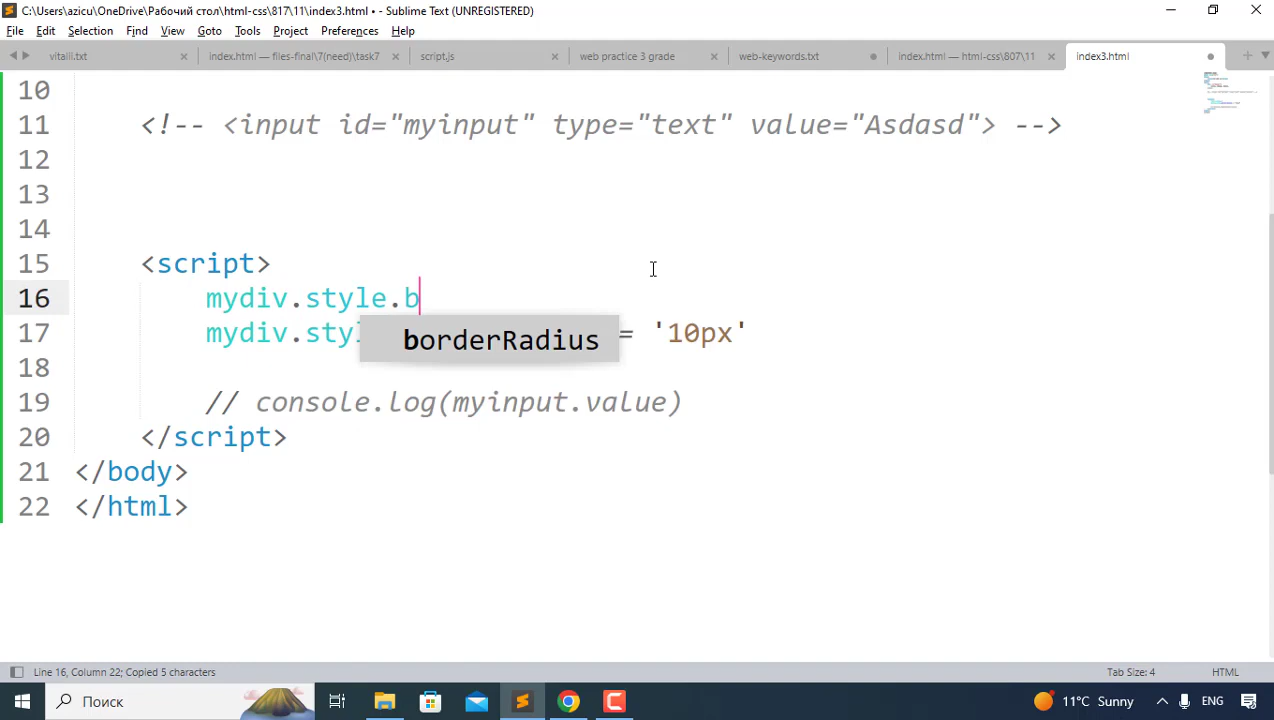 C:\Users\azicu\OneDrive\Рабочий стол\html-css\817\11\index3.html • - Sublime Text (UNREGISTERED)
File Edit Selection Find View Goto Tools Project Preferences Help
vitalii.txt index.html — files-final\7(need)\task7 script.js web practice 3 grade web-keywords.txt index.html — html-css\807\11 index3.html
10
11 <!-- <input id="myinput" type="text" value="Asdasd"> -->
12
13
14
15 <script>
16 mydiv.style.b
borderRadius
17 mydiv.styl = '10px'
18
19 // console.log(myinput.value)
20 </script>
21 </body>
22 </html>
Line 16, Column 22; Copied 5 characters Tab Size: 4 HTML
Поиск 11°C Sunny ENG